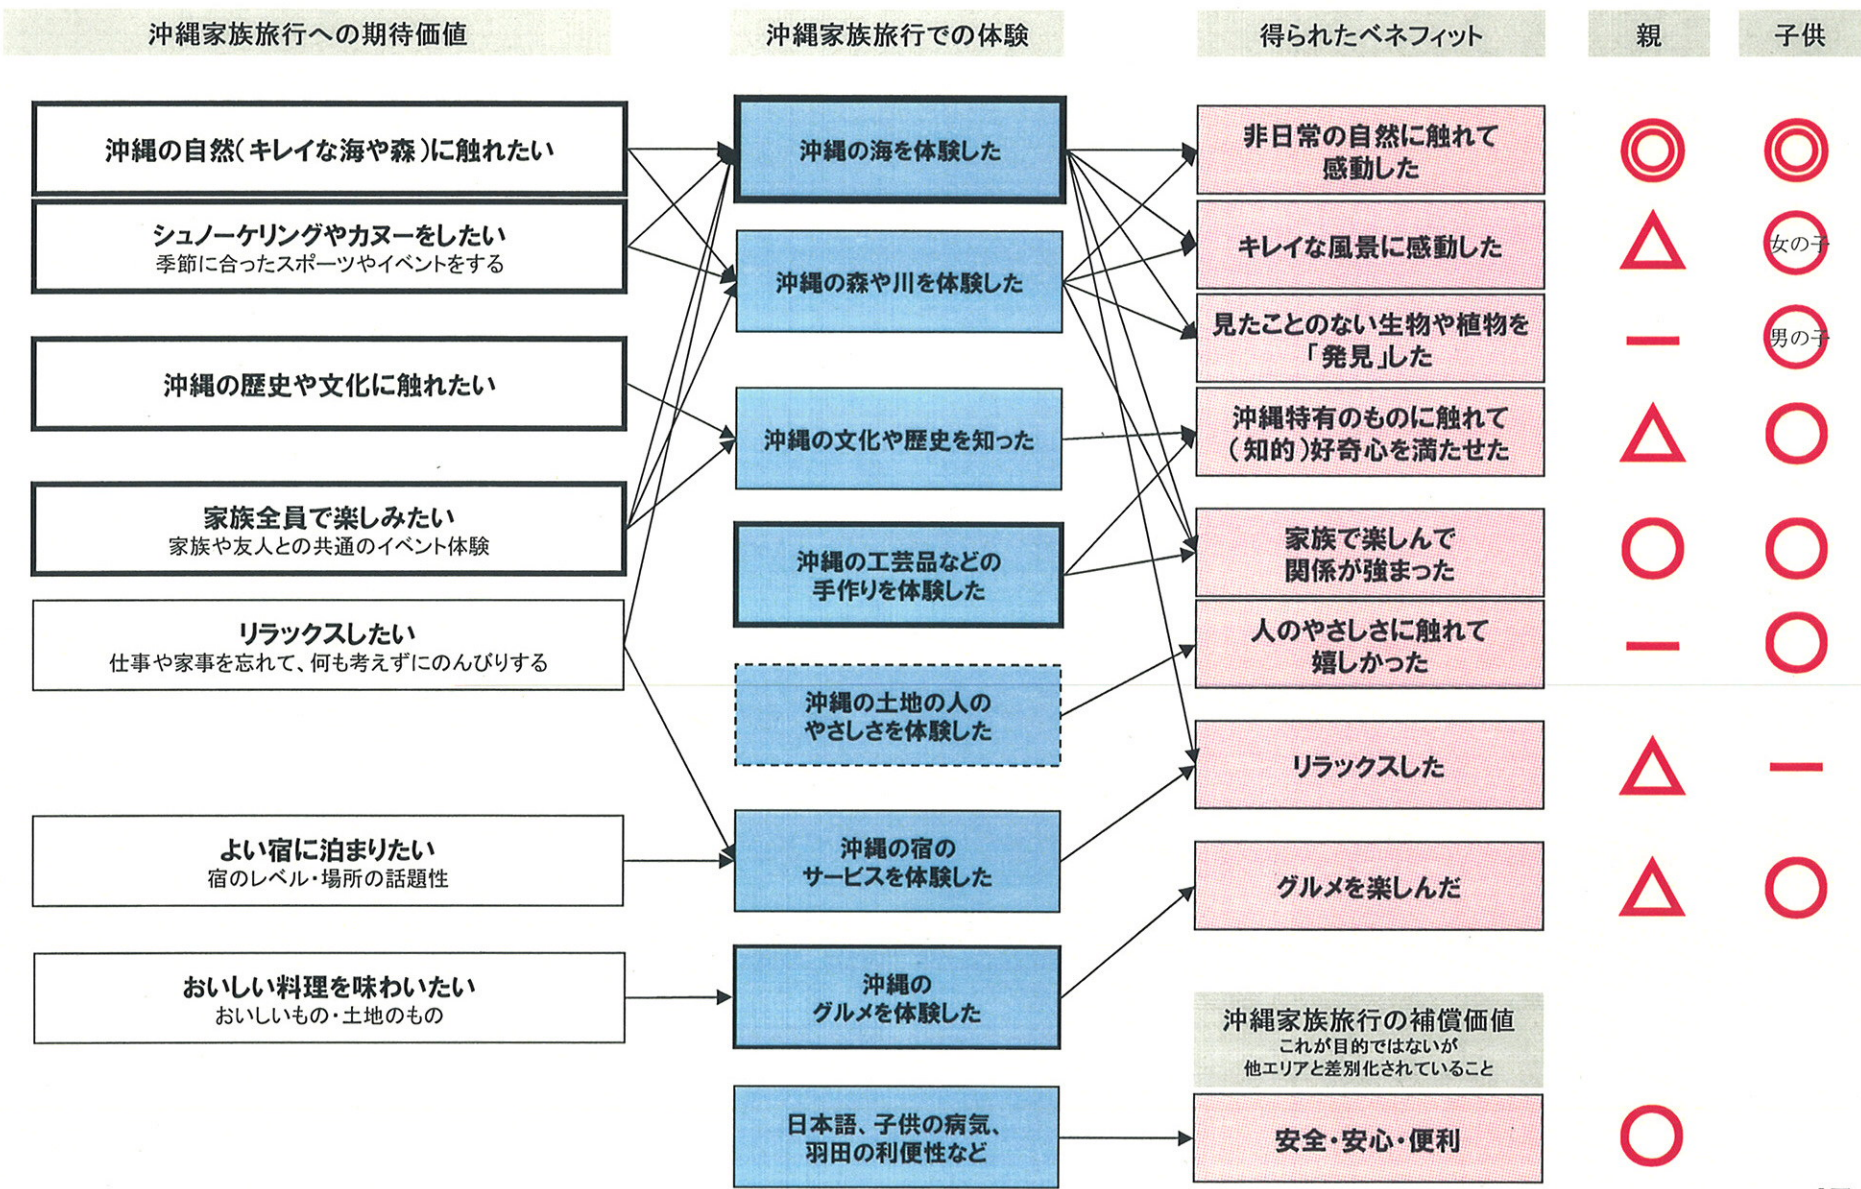 沖縄家族旅行への期待価値
沖縄家族旅行での体験
得られたベネフィット
親
子供
沖縄の自然(キレイな海や森)に触れたい
シュノーケリングやカヌーをしたい
季節に合ったスポーツやイベントをする
沖縄の歴史や文化に触れたい
家族全員で楽しみたい
家族や友人との共通のイベント体験
リラックスしたい
仕事や家事を忘れて、何も考えずにのんびりする
よい宿に泊まりたい
宿のレベル・場所の話題性
おいしい料理を味わいたい
おいしいもの・土地のもの
沖縄の海を体験した
沖縄の森や川を体験した
沖縄の文化や歴史を知った
沖縄の工芸品などの
手作りを体験した
沖縄の土地の人の
やさしさを体験した
沖縄の宿の
サービスを体験した
沖縄の
グルメを体験した
日本語、子供の病気、
羽田の利便性など
非日常の自然に触れて
感動した
キレイな風景に感動した
女の子
見たことのない生物や植物を
「発見」した
男の子
沖縄特有のものに触れて
(知的)好奇心を満たせた
家族で楽しんで
関係が強まった
人のやさしさに触れて
嬉しかった
リラックスした
グルメを楽しんだ
沖縄家族旅行の補償価値
これが目的ではないが
他エリアと差別化されていること
安全・安心・便利